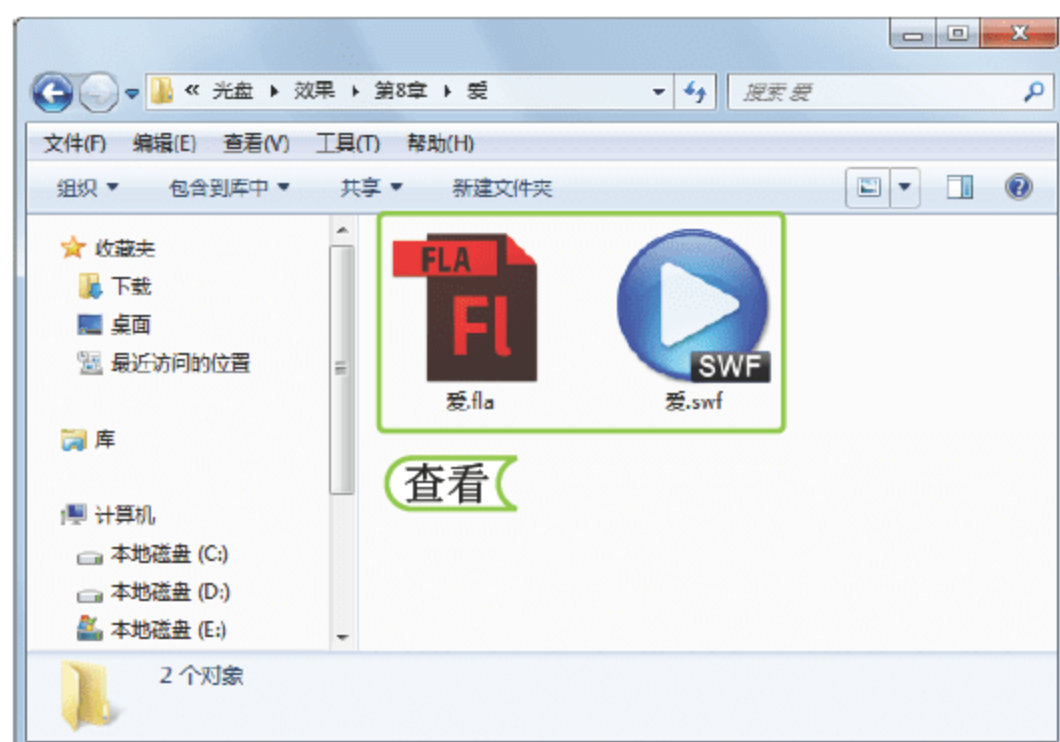 « 光盘 ▸ 效果 ▸ 第8章 ▸ 爱
搜索 爱
文件(F) 编辑(E) 查看(V) 工具(T) 帮助(H)
组织 包含到库中 共享 新建文件夹
收藏夹
下载
桌面
最近访问的位置
库
计算机
本地磁盘 (C:)
本地磁盘 (D:)
本地磁盘 (E:)
FLA
Fl
爱.fla
SWF
爱.swf
查看
2 个对象